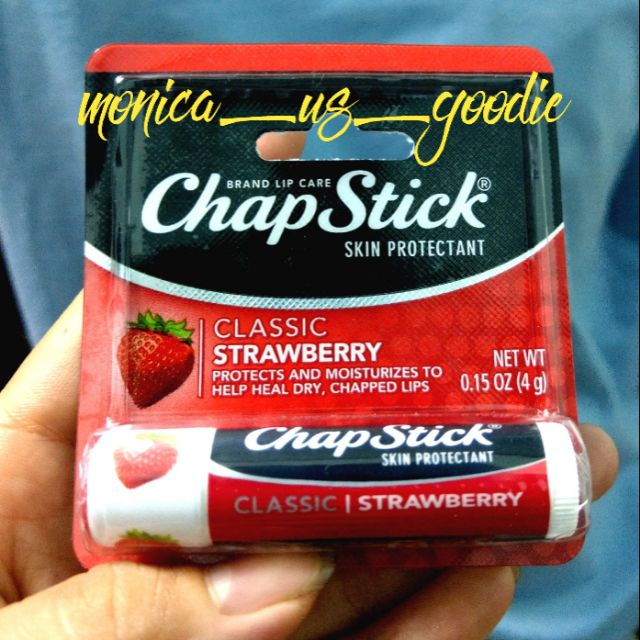 monica_us_goodie
BRAND LIP CARE
ChapStick®
SKIN PROTECTANT
CLASSIC
STRAWBERRY
PROTECTS AND MOISTURIZES TO
HELP HEAL DRY, CHAPPED LIPS
NET WT
0.15 OZ (4 g)
ChapStick®
SKIN PROTECTANT
CLASSIC | STRAWBERRY